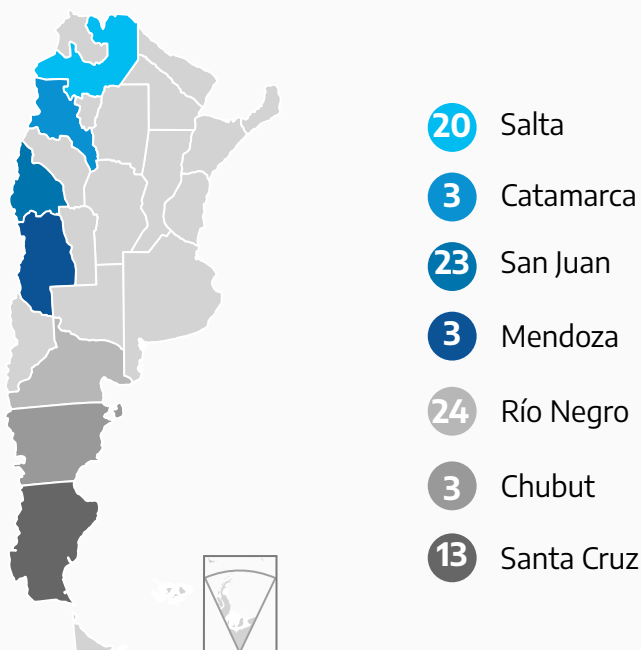 20 Salta
3 Catamarca
23 San Juan
3 Mendoza
24 Río Negro
3 Chubut
13 Santa Cruz